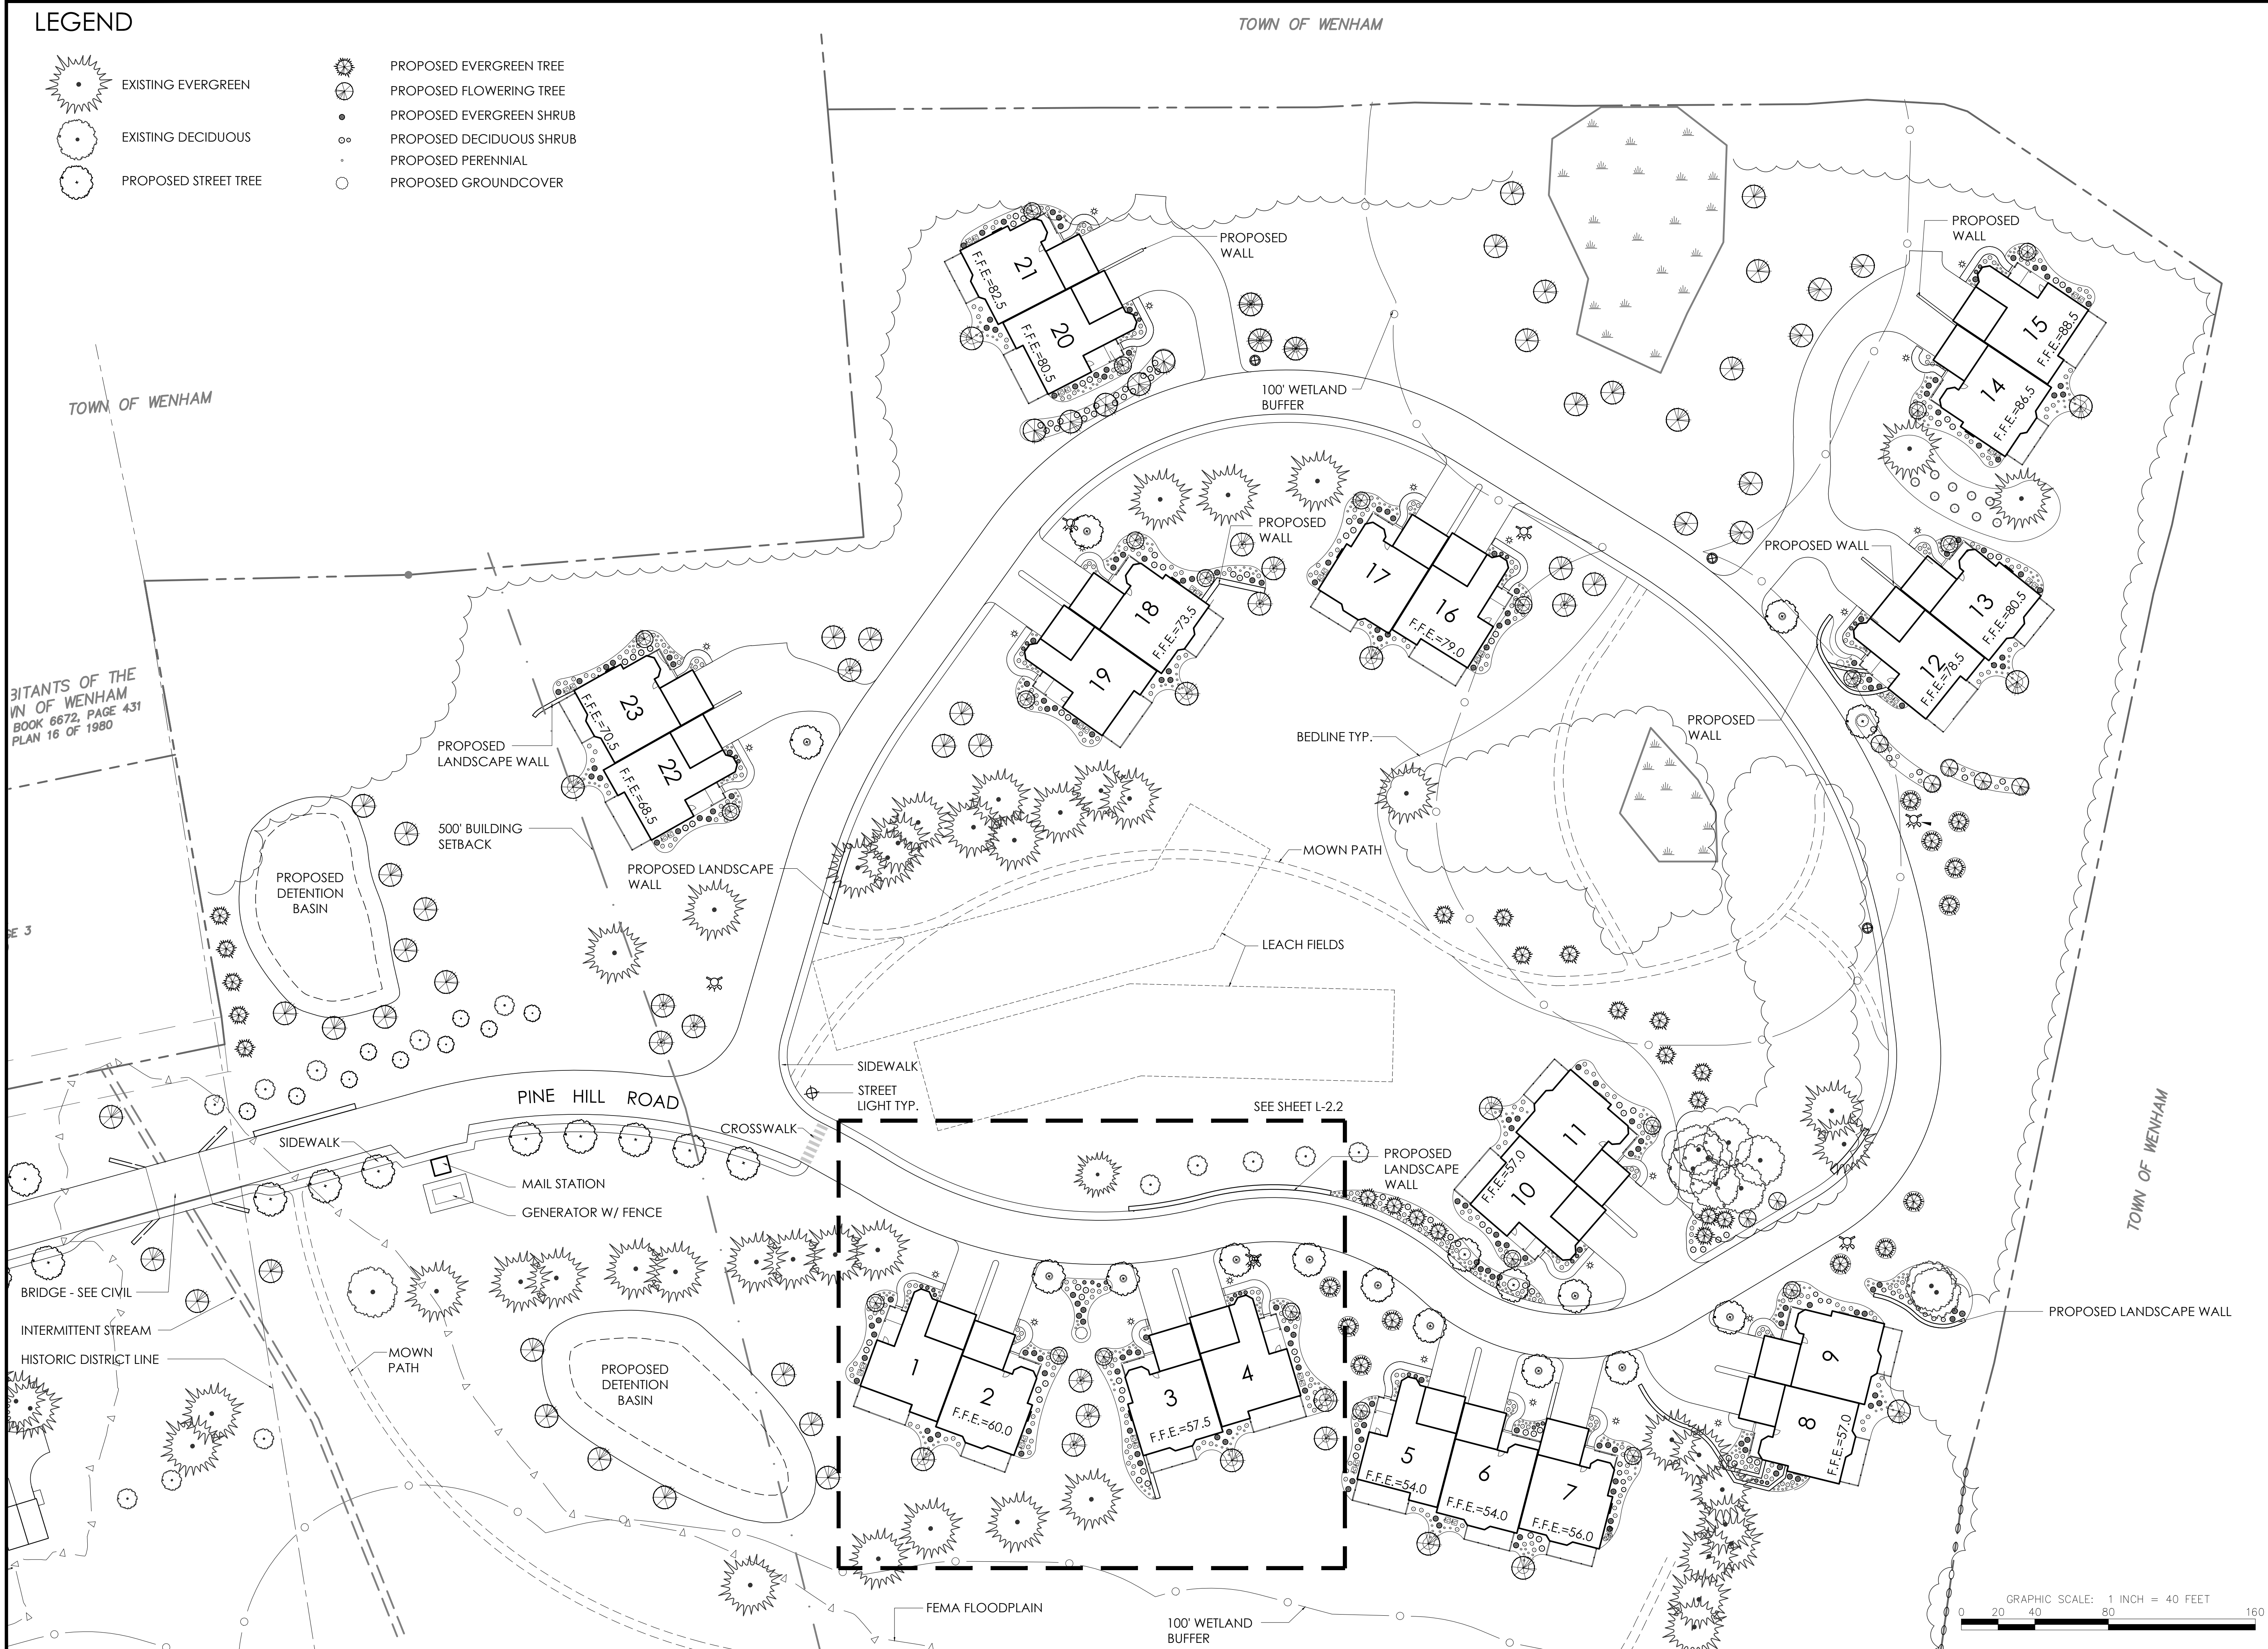 LEGEND
EXISTING EVERGREEN
EXISTING DECIDUOUS
PROPOSED STREET TREE
PROPOSED EVERGREEN TREE
PROPOSED FLOWERING TREE
PROPOSED EVERGREEN SHRUB
PROPOSED DECIDUOUS SHRUB
PROPOSED PERENNIAL
PROPOSED GROUNDCOVER
TOWN OF WENHAM
TOWN OF WENHAM
BITANTS OF THE
WN OF WENHAM
BOOK 6672, PAGE 431
PLAN 16 OF 1980
GE 3
21
F.F.E.=82.5
20
F.F.E.=80.5
PROPOSED
WALL
100' WETLAND
BUFFER
PROPOSED
WALL
15
F.F.E.=88.5
14
F.F.E.=86.5
PROPOSED
WALL
17
16
F.F.E.=79.0
18
F.F.E.=73.5
19
PROPOSED WALL
13
F.F.E.=80.5
12
F.F.E.=78.5
PROPOSED
WALL
BEDLINE TYP.
23
F.F.E.=70.5
22
F.F.E.=68.5
PROPOSED
LANDSCAPE WALL
500' BUILDING
SETBACK
PROPOSED LANDSCAPE
WALL
PROPOSED
DETENTION
BASIN
MOWN PATH
LEACH FIELDS
SIDEWALK
STREET
LIGHT TYP.
PINE HILL ROAD
CROSSWALK
SEE SHEET L-2.2
SIDEWALK
MAIL STATION
GENERATOR W/ FENCE
PROPOSED
LANDSCAPE
WALL
11
10
F.F.E.=57.0
TOWN OF WENHAM
BRIDGE - SEE CIVIL
INTERMITTENT STREAM
HISTORIC DISTRICT LINE
MOWN
PATH
PROPOSED
DETENTION
BASIN
1
2
F.F.E.=60.0
3
F.F.E.=57.5
4
5
F.F.E.=54.0
6
F.F.E.=54.0
7
F.F.E.=56.0
9
8
F.F.E.=57.0
PROPOSED LANDSCAPE WALL
FEMA FLOODPLAIN
100' WETLAND
BUFFER
GRAPHIC SCALE: 1 INCH = 40 FEET
0 20 40 80 160